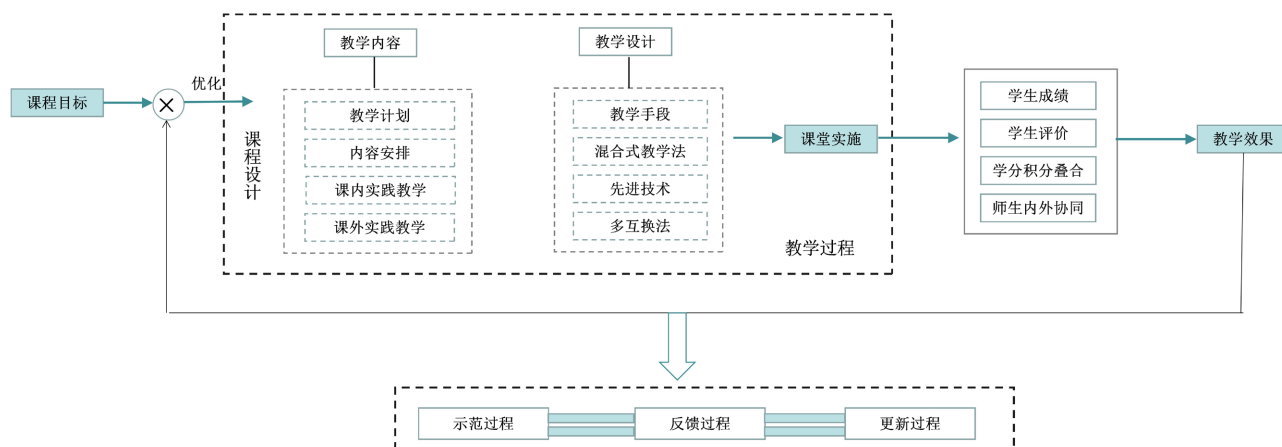 课程目标
优化
课程设计
教学内容
教学计划
内容安排
课内实践教学
课外实践教学
教学设计
教学手段
混合式教学法
先进技术
多互换法
课堂实施
教学过程
学生成绩
学生评价
学分积分叠合
师生内外协同
教学效果
示范过程
反馈过程
更新过程